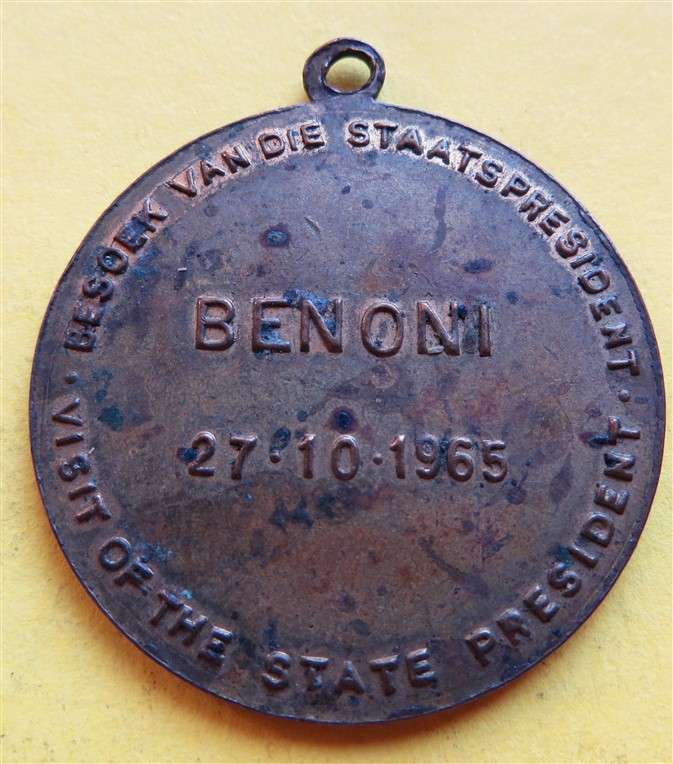 BESOEK VAN DIE STAATSPRESIDENT
BENONI
27·10·1965
· VISIT OF THE STATE PRESIDENT ·